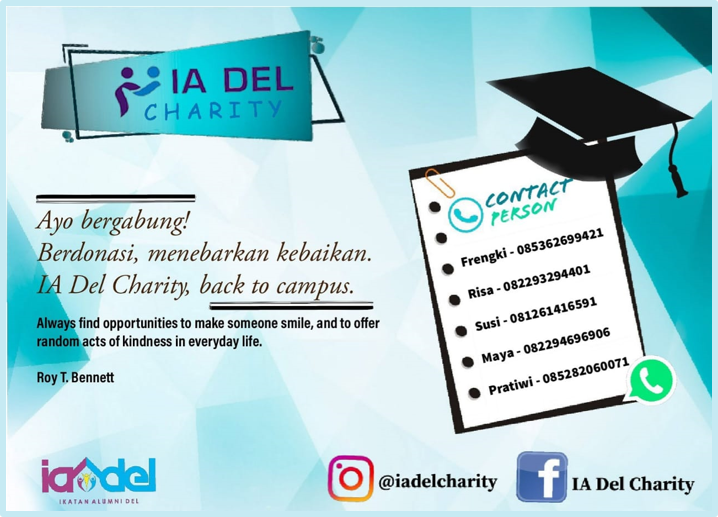 IA DEL
CHARITY
Ayo bergabung!
Berdonasi, menebarkan kebaikan.
IA Del Charity, back to campus.
Always find opportunities to make someone smile, and to offer
random acts of kindness in everyday life.
Roy T. Bennett
CONTACT
PERSON
Frengki - 085362699421
Risa - 082293294401
Susi - 081261416591
Maya - 082294696906
Pratiwi - 085282060071
iadel
IKATAN ALUMNI DEL
@iadelcharity
IA Del Charity